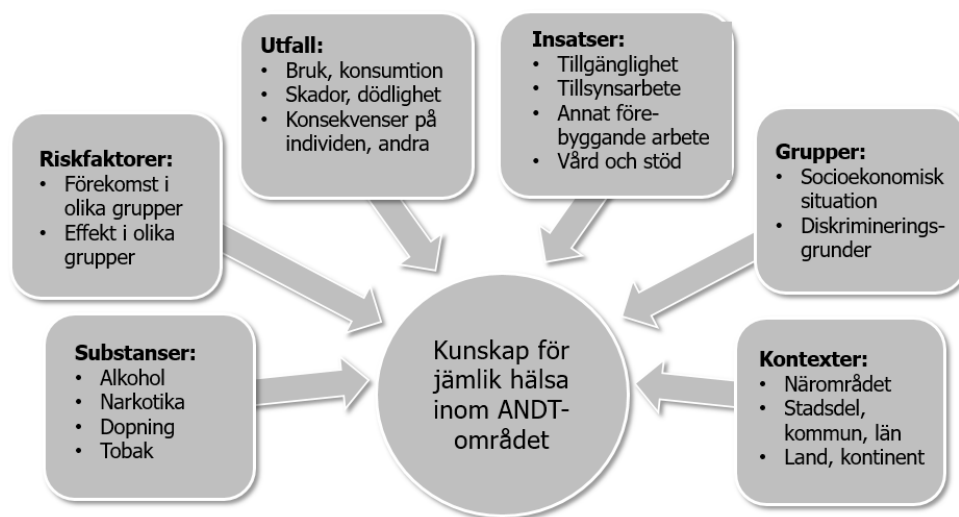 Substanser:
• Alkohol
• Narkotika
• Dopning
• Tobak
Riskfaktorer:
• Förekomst i
olika grupper
• Effekt i olika
grupper
Utfall:
• Bruk, konsumtion
• Skador, dödlighet
• Konsekvenser på
individen, andra
Insatser:
• Tillgänglighet
• Tillsynsarbete
• Annat före-
byggande arbete
• Vård och stöd
Grupper:
• Socioekonomisk
situation
• Diskriminerings-
grunder
Kontexter:
• Närområdet
• Stadsdel,
kommun, län
• Land, kontinent
Kunskap för
jämlik hälsa
inom ANDT-
området